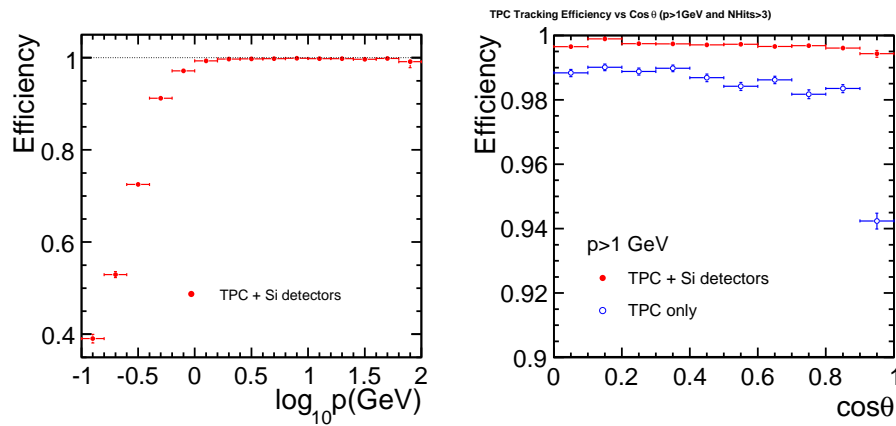 Efficiency
1
0.8
0.6
0.4
-1
-0.5
0
0.5
1
1.5
2
log10p(GeV)
TPC + Si detectors
TPC Tracking Efficiency vs Cosθ (p>1GeV and NHits>3)
Efficiency
1
0.98
0.96
0.94
0.92
0.9
0
0.2
0.4
0.6
0.8
1
cosθ
p>1 GeV
TPC + Si detectors
TPC only